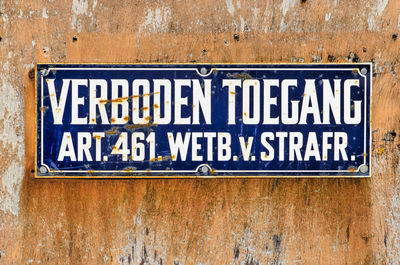 VERBODEN TOEGANG
ART. 461 WETB.V.STRAFR.